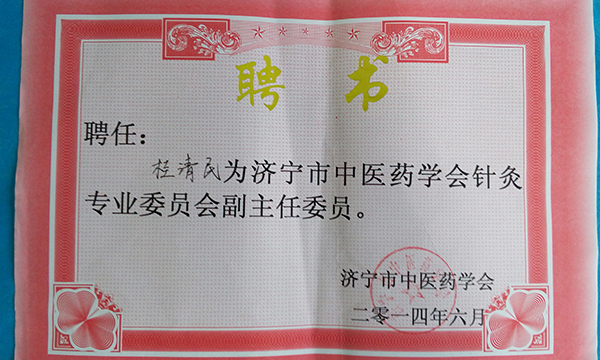 聘 书
聘任：
桎清民为济宁市中医药学会针灸
专业委员会副主任委员。
济宁市中医药学会
二零一四年六月